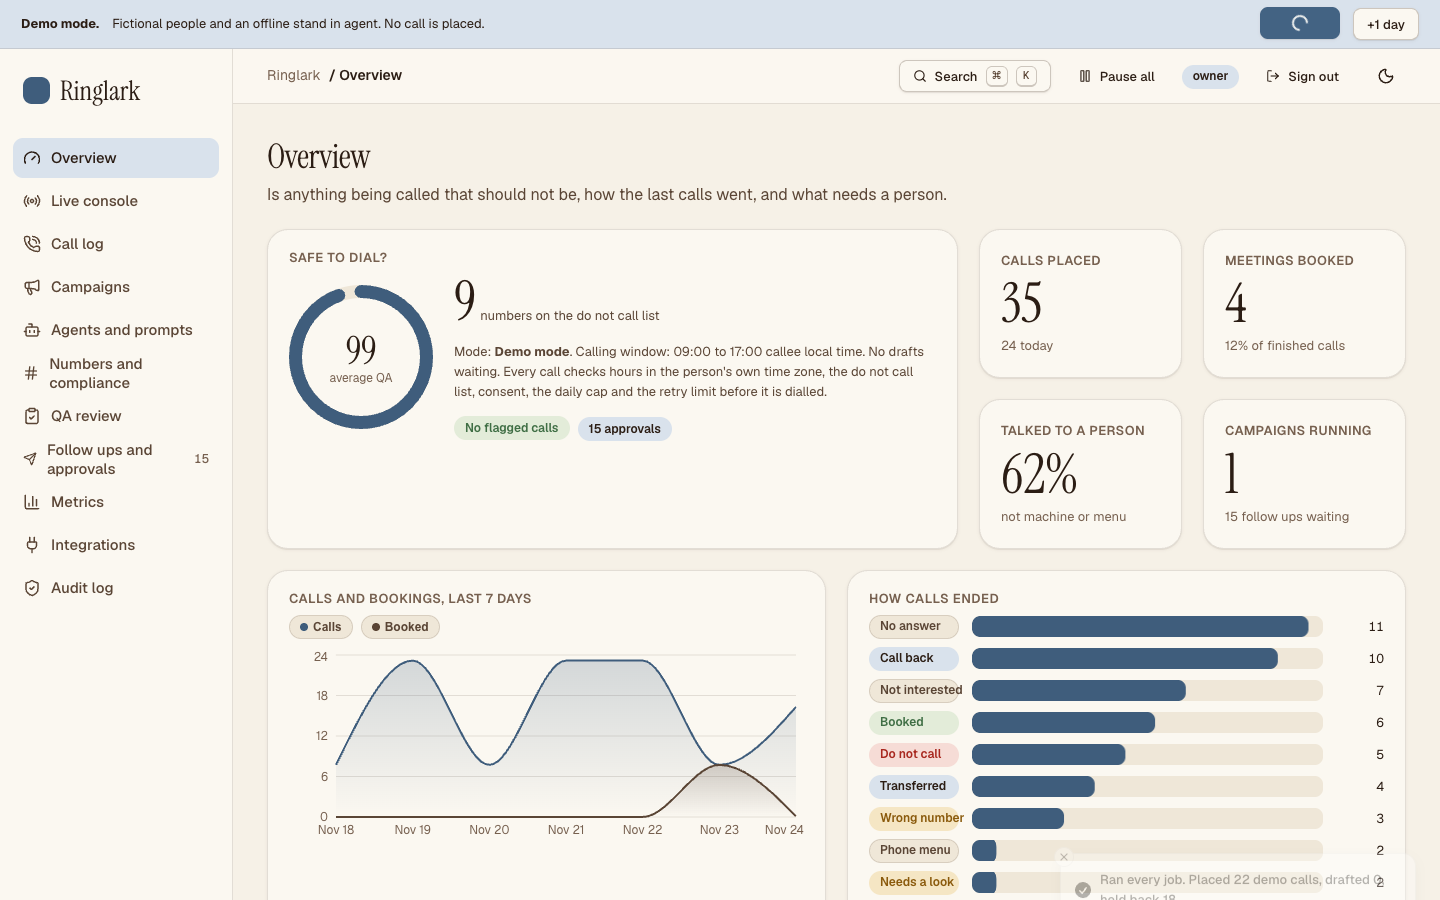 Demo mode. Fictional people and an offline stand in agent. No call is placed.
+1 day
Ringlark
Ringlark / Overview
Search ⌘ K
Pause all
owner
Sign out
Overview
Live console
Call log
Campaigns
Agents and prompts
Numbers and
compliance
QA review
Follow ups and
approvals
15
Metrics
Integrations
Audit log
Overview
Is anything being called that should not be, how the last calls went, and what needs a person.
SAFE TO DIAL?
99
average QA
9 numbers on the do not call list
Mode: Demo mode. Calling window: 09:00 to 17:00 callee local time. No drafts
waiting. Every call checks hours in the person's own time zone, the do not call
list, consent, the daily cap and the retry limit before it is dialled.
No flagged calls
15 approvals
CALLS PLACED
35
24 today
MEETINGS BOOKED
4
12% of finished calls
TALKED TO A PERSON
62%
not machine or menu
CAMPAIGNS RUNNING
1
15 follow ups waiting
CALLS AND BOOKINGS, LAST 7 DAYS
Calls
Booked
24
18
12
6
0
Nov 18
Nov 19
Nov 20
Nov 21
Nov 22
Nov 23
Nov 24
HOW CALLS ENDED
No answer 11
Call back 10
Not interested 7
Booked 6
Do not call 5
Transferred 4
Wrong number 3
Phone menu 2
Needs a look
Ran every job. Placed 22 demo calls, drafted
held back 18